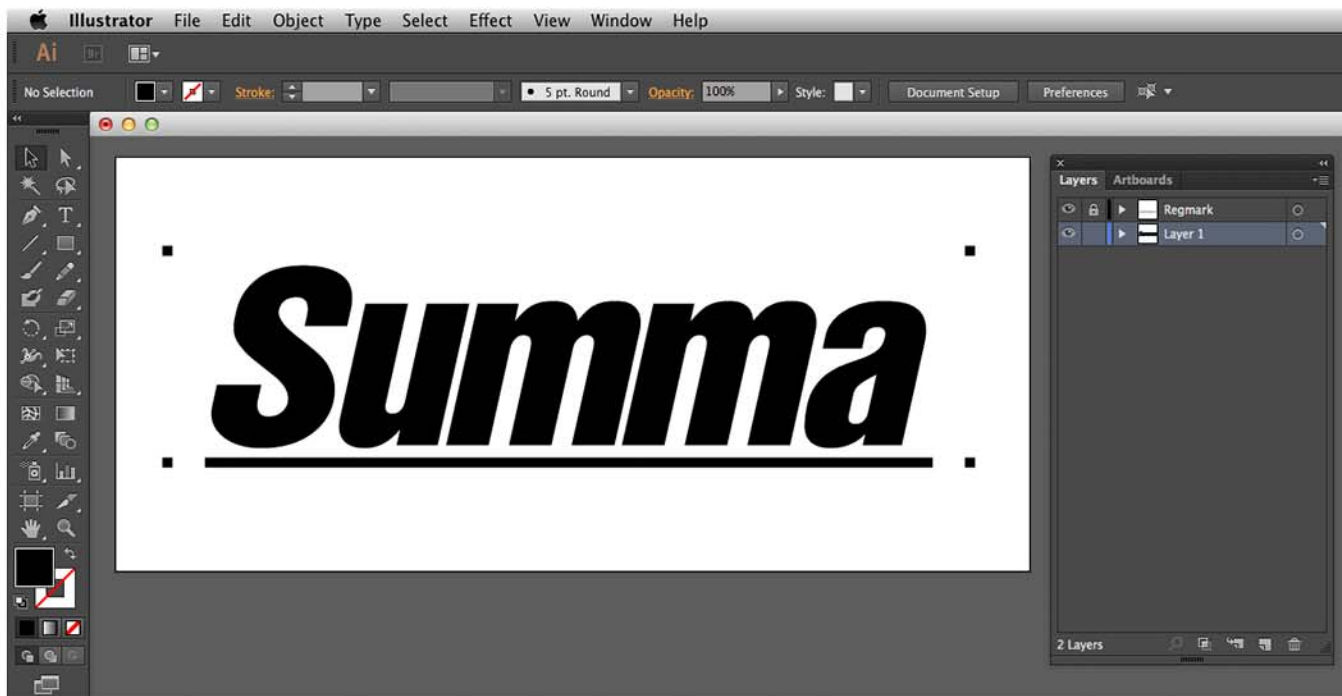 Illustrator File Edit Object Type Select Effect View Window Help
Ai Br
No Selection Stroke: 5 pt. Round Opacity: 100% Style: Document Setup Preferences
Layers Artboards
Regmark
Layer 1
Summa
2 Layers